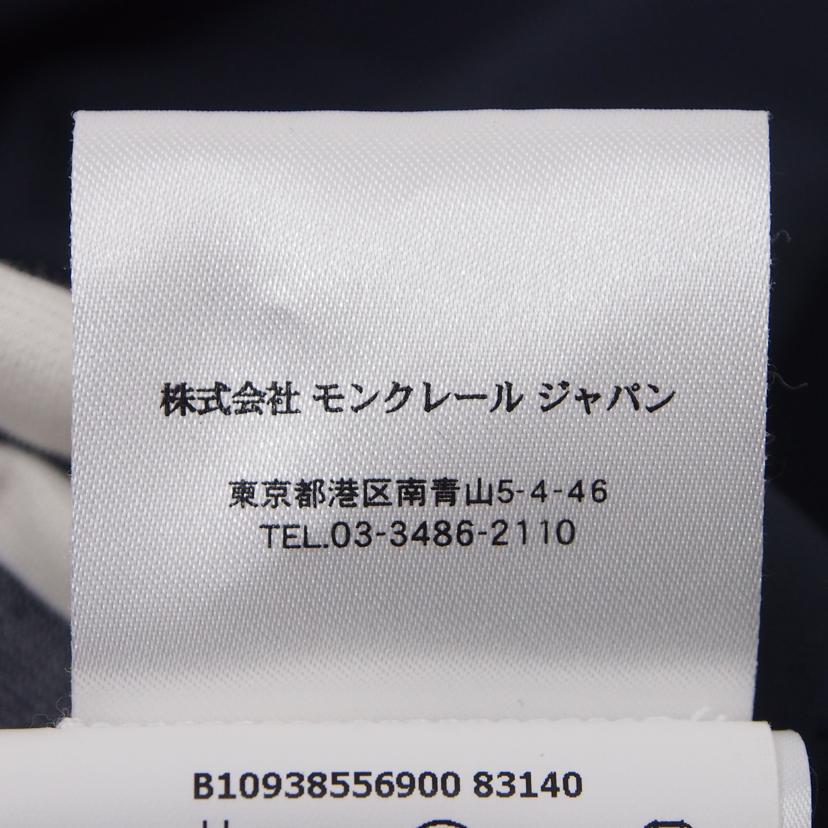 株式会社 モンクレール ジャパン
東京都港区南青山5-4-46
TEL.03-3486-2110
B10938556900 83140